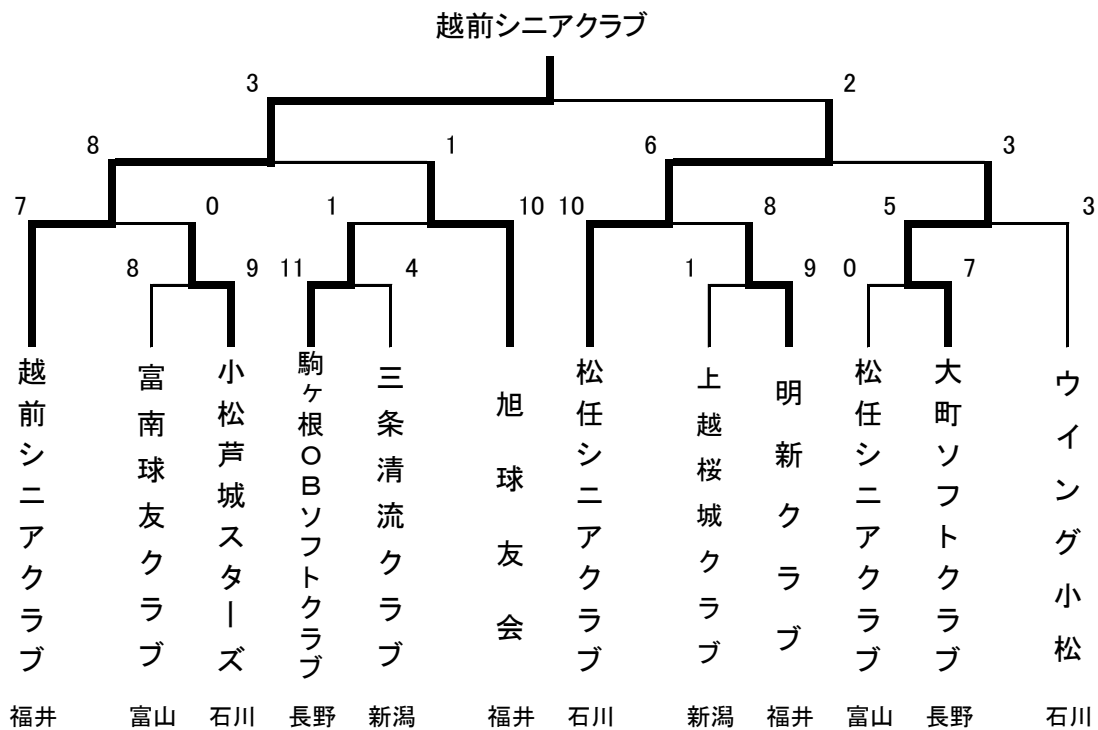 越前シニアクラブ
3 2
8 1 6 3
7 0 1 10 10 8 5 3
8 9 11 4 1 9 0 7
越前シニアクラブ
富南球友クラブ
小松芦城スターズ
駒ヶ根OBソフトクラブ
三条清流クラブ
旭球友会
松任シニアクラブ
上越桜城クラブ
明新クラブ
松任シニアクラブ
大町ソフトクラブ
ウイング小松
福井 富山 石川 長野 新潟 福井 石川 新潟 福井 富山 長野 石川